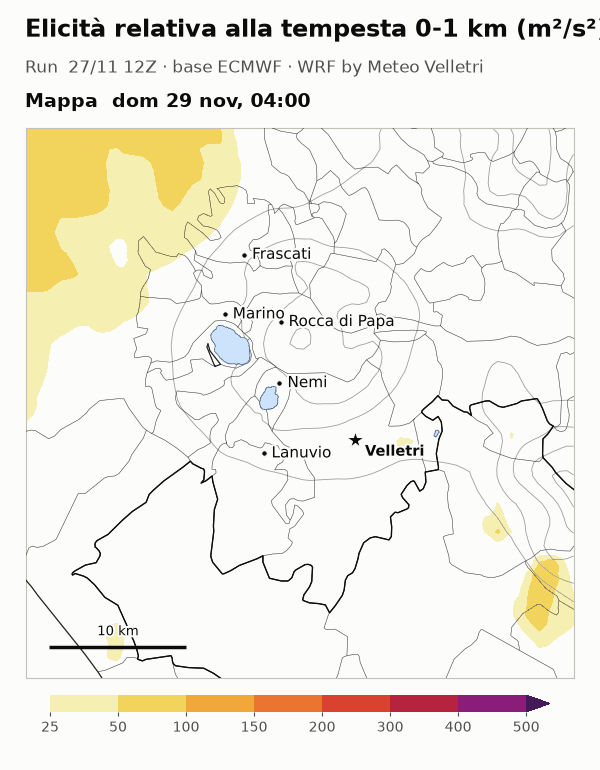 Elicità relativa alla tempesta 0-1 km (m²/s²)
Run 27/11 12Z · base ECMWF · WRF by Meteo Velletri
Mappa dom 29 nov, 04:00
Frascati
Marino
Rocca di Papa
Nemi
Velletri
Lanuvio
10 km
25 50 100 150 200 300 400 500